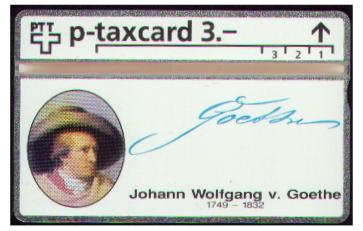 PTT
p-taxcard 3.–
3 2 1
Goethe
Johann Wolfgang v. Goethe
1749 – 1832